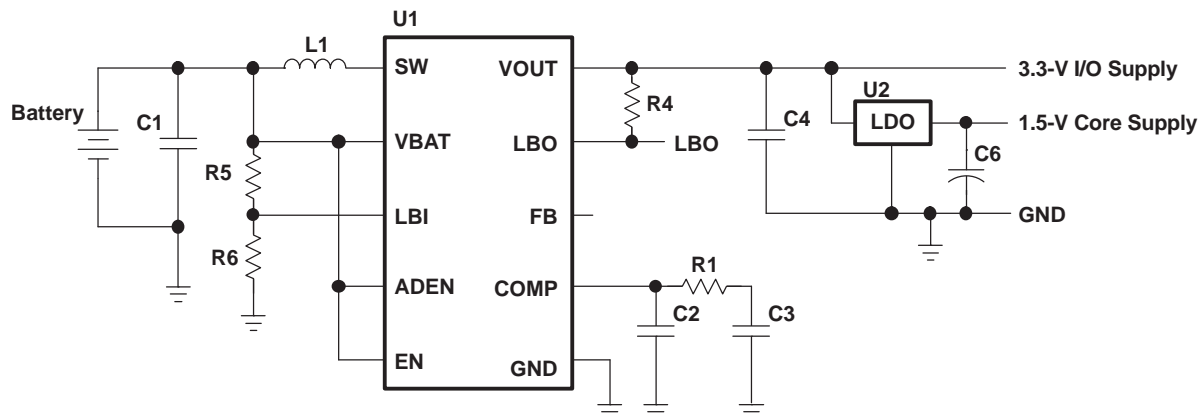 U1
L1
SW
VOUT
3.3-V I/O Supply
U2
R4
Battery
C1
C4
LDO
1.5-V Core Supply
VBAT
LBO
LBO
C6
R5
LBI
FB
GND
R6
R1
ADEN
COMP
C2
C3
EN
GND